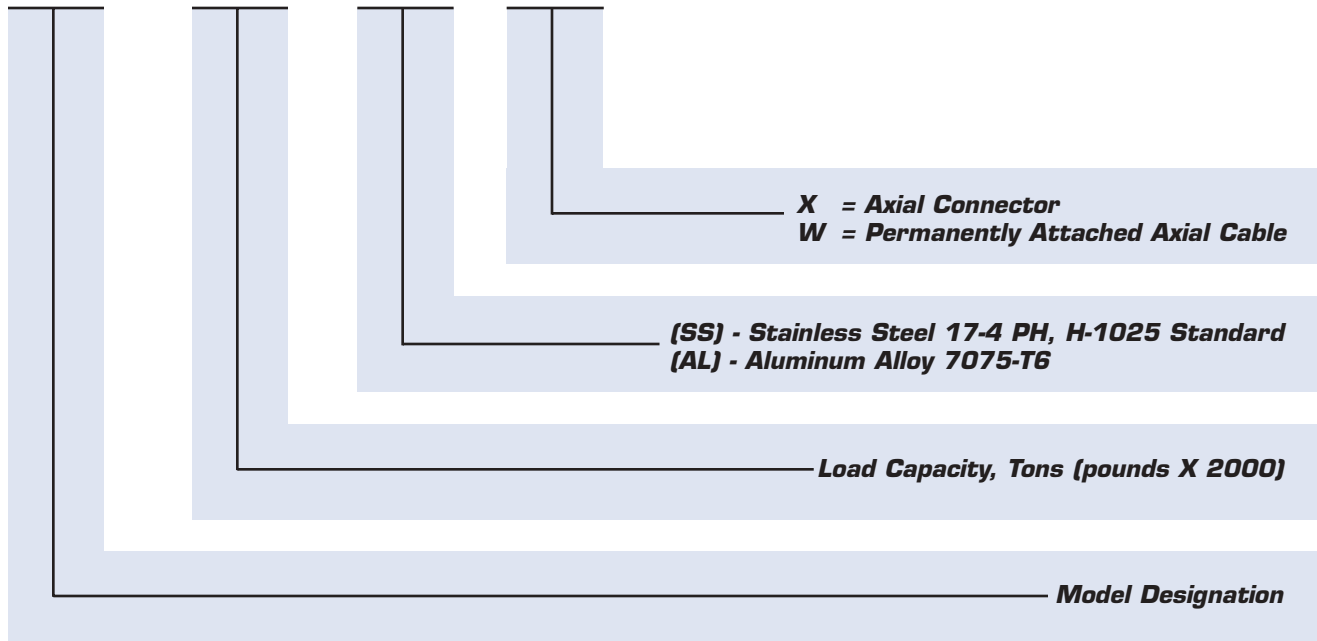 X = Axial Connector
W = Permanently Attached Axial Cable
(SS) - Stainless Steel 17-4 PH, H-1025 Standard
(AL) - Aluminum Alloy 7075-T6
Load Capacity, Tons (pounds X 2000)
Model Designation